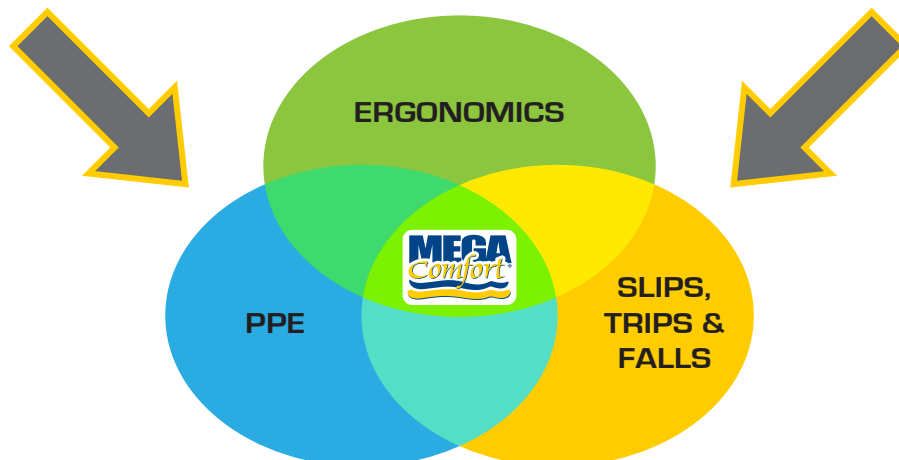 ERGONOMICS
MEGA
Comfort®
PPE
SLIPS,
TRIPS &
FALLS